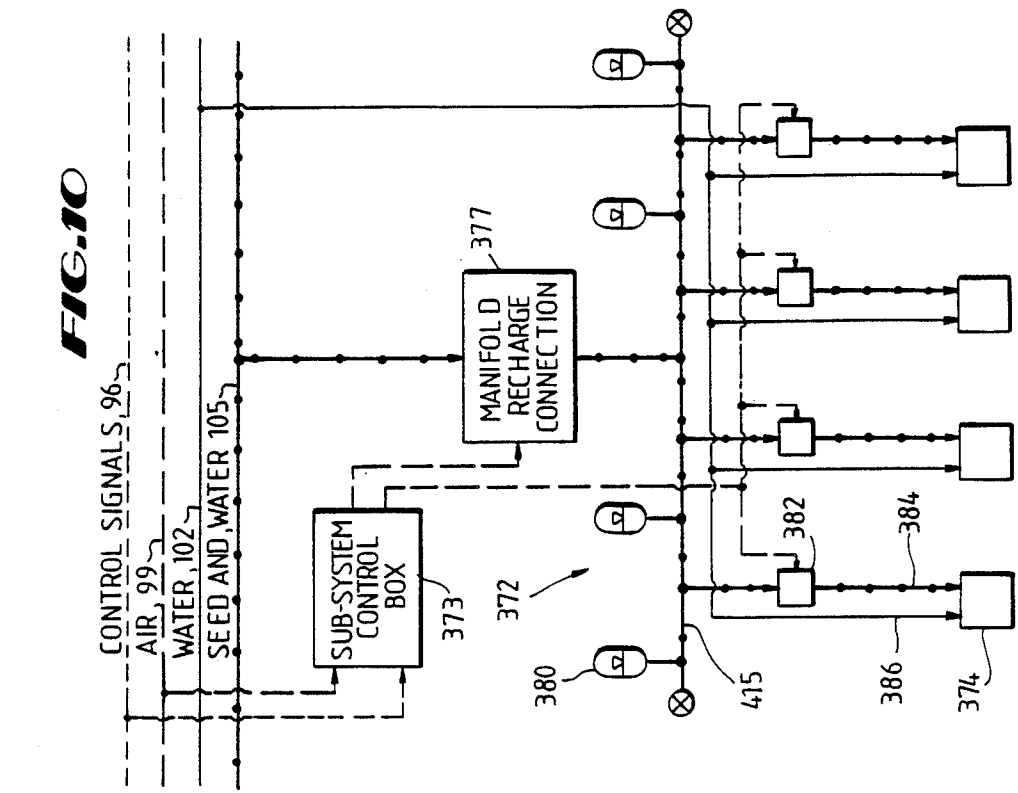 FIG.10
CONTROL SIGNALS, 96
AIR, 99
WATER, 102
SEED AND, WATER 105
SUB-SYSTEM
CONTROL
BOX
373
MANIFOLD
RECHARGE
CONNECTION
377
372
380
415
382
384
386
374